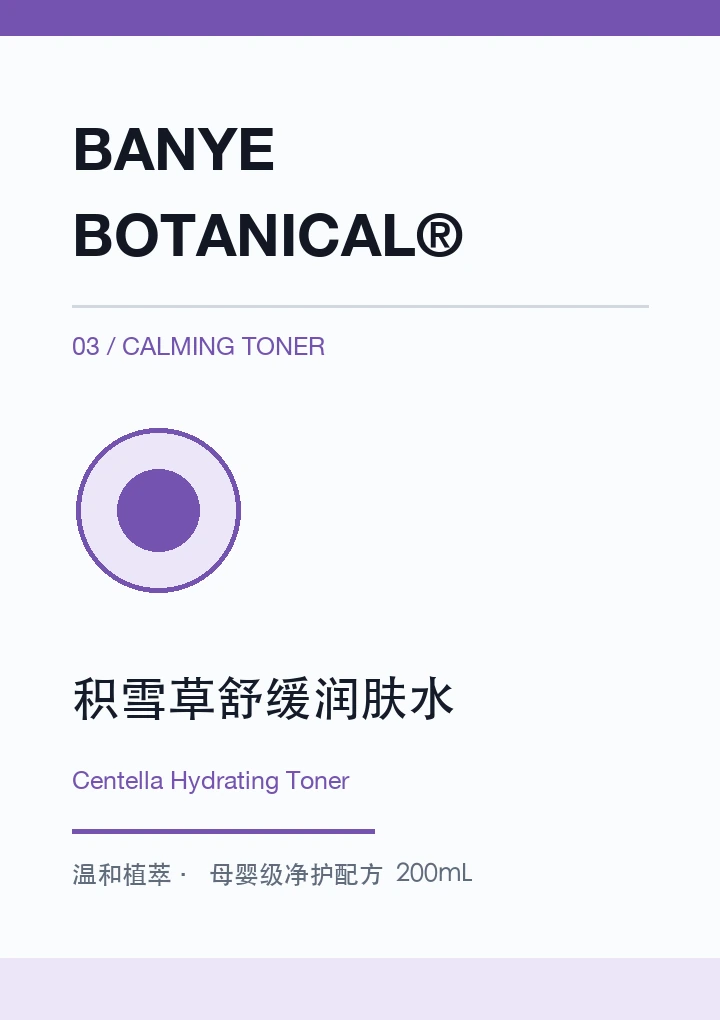 BANYE
BOTANICAL®
03 / CALMING TONER
积雪草舒缓润肤水
Centella Hydrating Toner
温和植萃 · 母婴级净护配方 200mL